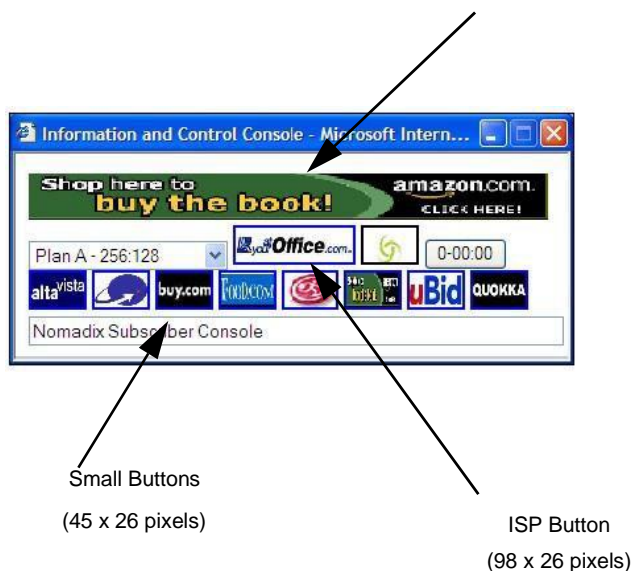 Information and Control Console - Microsoft Intern...
Shop here to
buy the book!
amazon.com.
CLICK HERE!
Plan A - 256:128
Office.com.
0-00:00
altavista
buy.com
FOOD.COM
uBid
QUOKKA
Nomadix Subscriber Console
Small Buttons
(45 x 26 pixels)
ISP Button
(98 x 26 pixels)